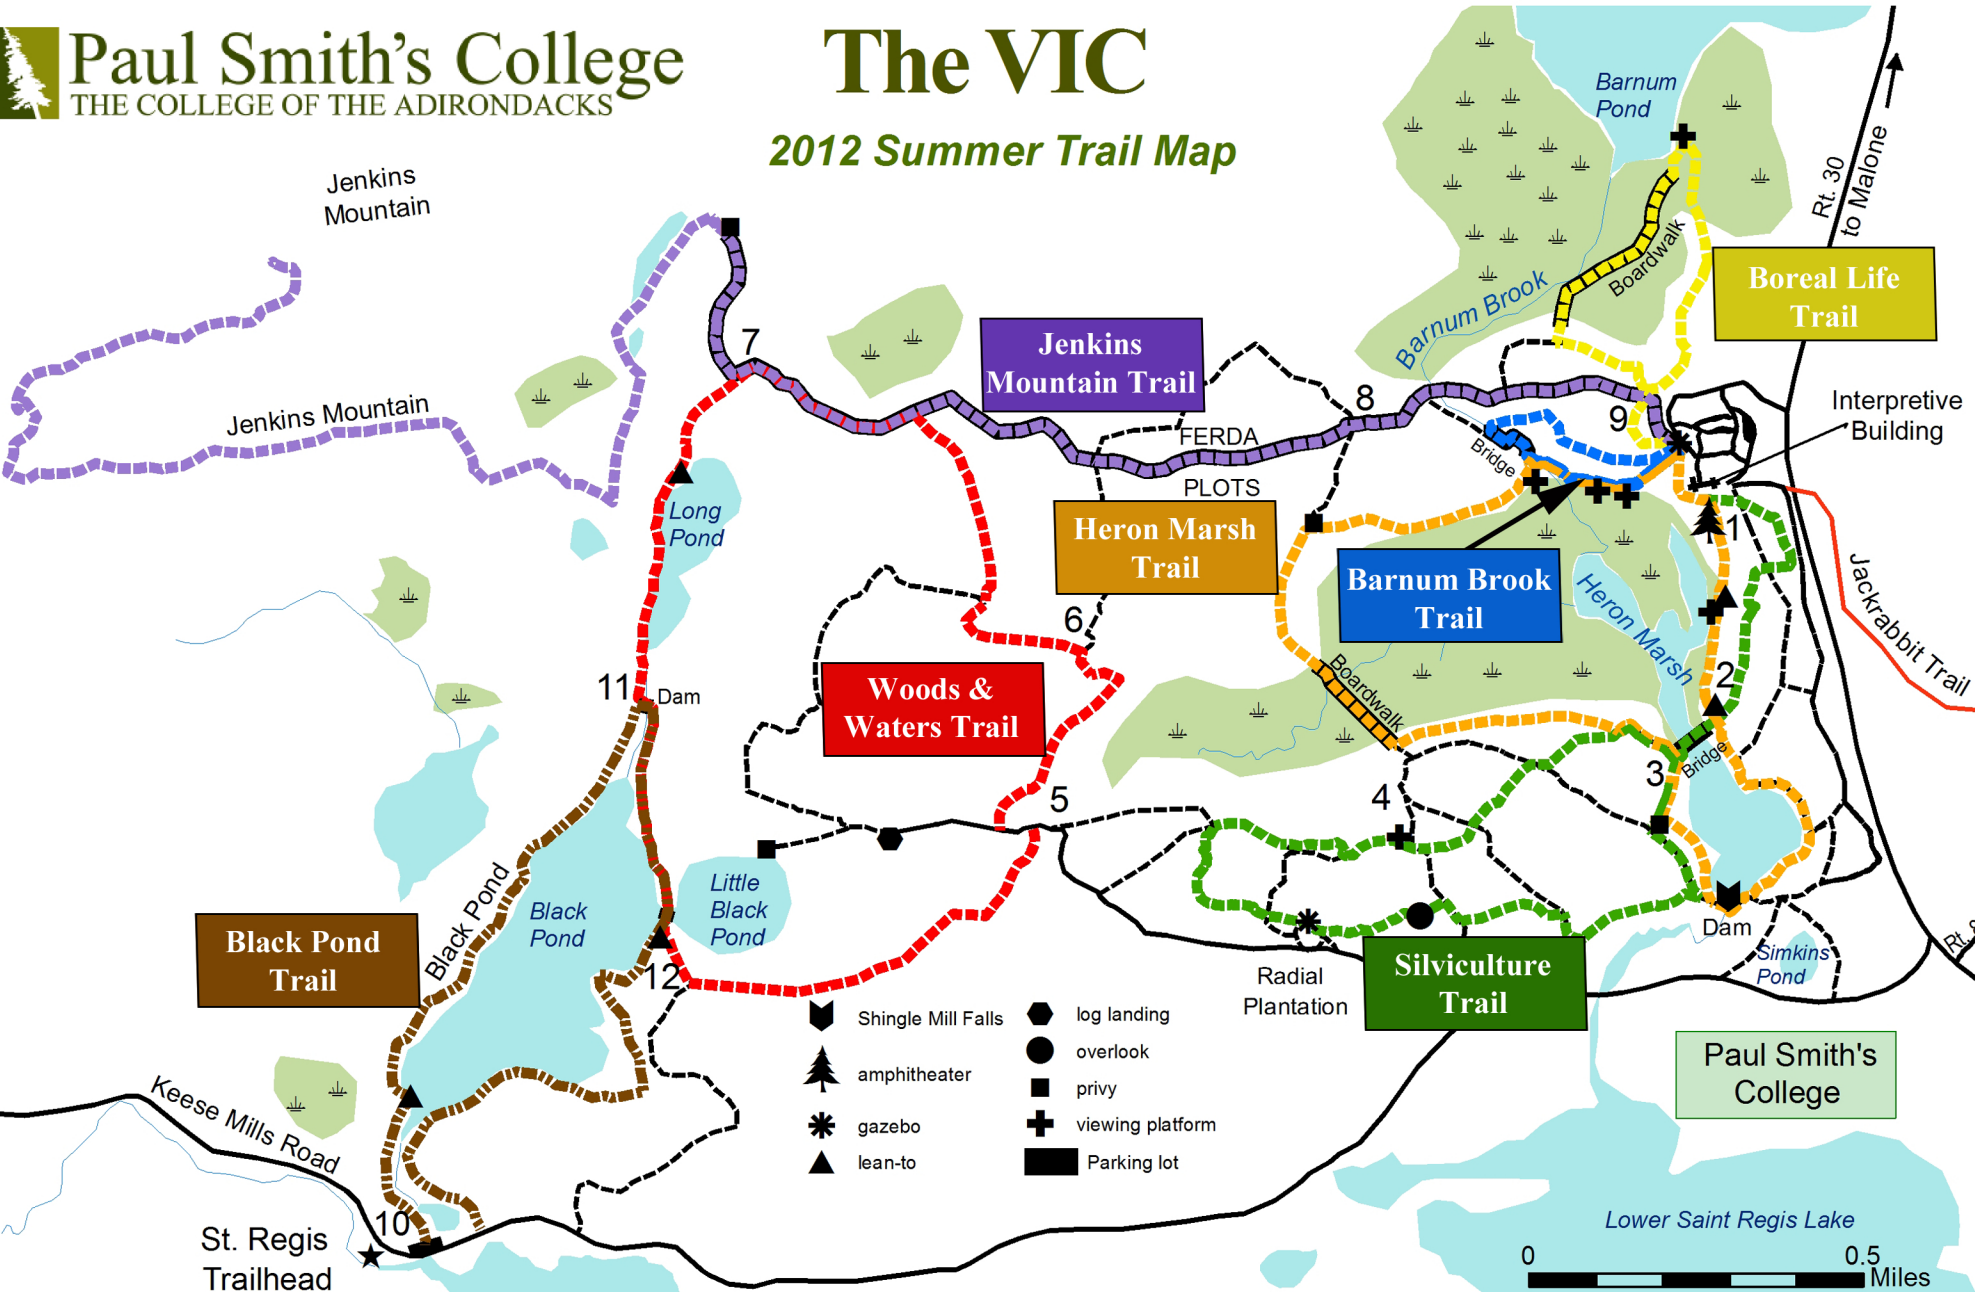 Paul Smith's College
THE COLLEGE OF THE ADIRONDACKS
The VIC
2012 Summer Trail Map
Barnum
Pond
Rt. 30
to Malone
Jenkins
Mountain
Boardwalk
Boreal Life
Trail
Barnum Brook
7
Jenkins
Mountain Trail
8
9
Interpretive
Building
Jenkins Mountain
FERDA
PLOTS
Bridge
Long
Pond
Heron Marsh
Trail
1
Barnum Brook
Trail
Heron Marsh
Jackrabbit Trail
6
11
Dam
Woods &
Waters Trail
Boardwalk
2
Bridge
3
4
5
Black Pond
Little
Black
Pond
Black
Pond
Black Pond
Trail
12
Dam
Simkins
Pond
Radial
Plantation
Silviculture
Trail
Shingle Mill Falls
amphitheater
gazebo
lean-to
log landing
overlook
privy
viewing platform
Parking lot
Paul Smith's
College
Keese Mills Road
10
St. Regis
Trailhead
Lower Saint Regis Lake
0 0.5
Miles